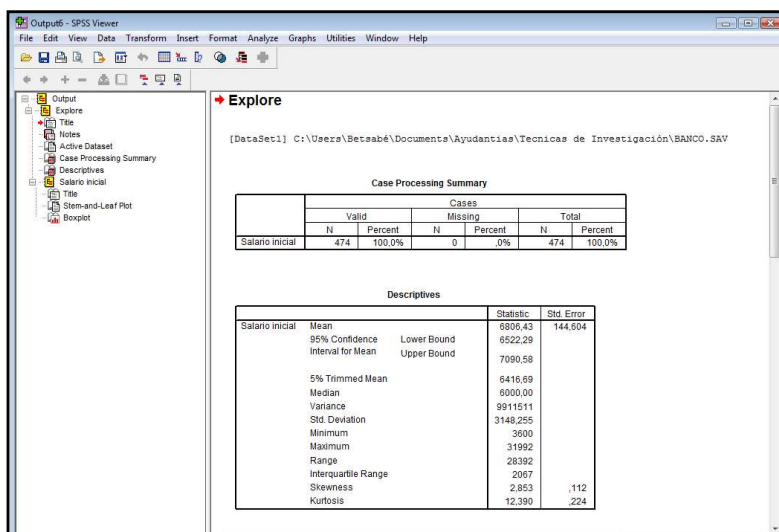 Output6 - SPSS Viewer
File Edit View Data Transform Insert Format Analyze Graphs Utilities Window Help
Output
Explore
Title
Notes
Active Dataset
Case Processing Summary
Descriptives
Salario inicial
Title
Stem-and-Leaf Plot
Boxplot
Explore
[DataSet1] C:\Users\Betsabé\Documents\Ayudantias\Tecnicas de Investigación\BANCO.SAV
Case Processing Summary
Cases
Valid Missing Total
N Percent N Percent N Percent
Salario inicial 474 100,0% 0 ,0% 474 100,0%
Descriptives
Statistic Std. Error
Salario inicial Mean 6806,43 144,604
95% Confidence Interval for Mean Lower Bound 6522,29
Upper Bound 7090,58
5% Trimmed Mean 6416,69
Median 6000,00
Variance 9911511
Std. Deviation 3148,255
Minimum 3600
Maximum 31992
Range 28392
Interquartile Range 2067
Skewness 2,853 ,112
Kurtosis 12,390 ,224